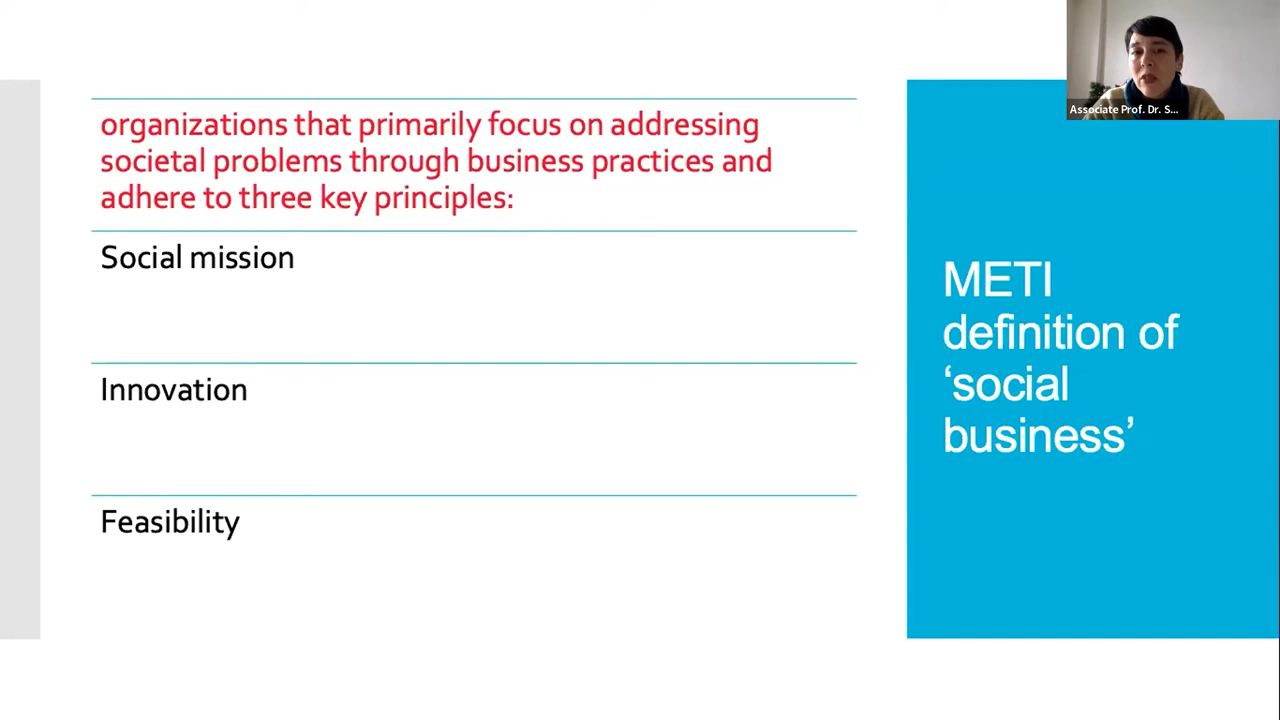 organizations that primarily focus on addressing
societal problems through business practices and
adhere to three key principles:
Social mission
Innovation
Feasibility
METI
definition of
‘social
business’
Associate Prof. Dr. S...